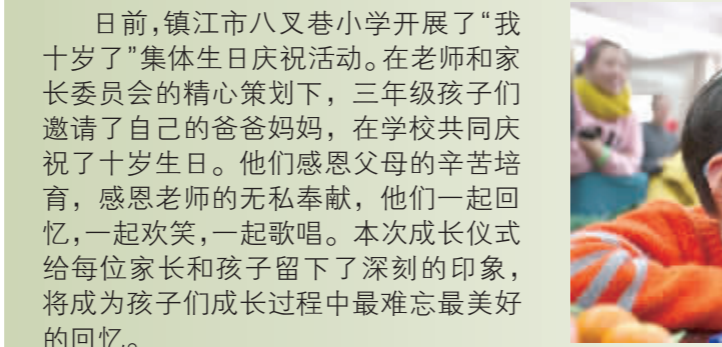 日前,镇江市八叉巷小学开展了“我
十岁了”集体生日庆祝活动。在老师和家
长委员会的精心策划下，三年级孩子们
邀请了自己的爸爸妈妈，在学校共同庆
祝了十岁生日。他们感恩父母的辛苦培
育，感恩老师的无私奉献，他们一起回
忆,一起欢笑,一起歌唱。本次成长仪式
给每位家长和孩子留下了深刻的印象，
将成为孩子们成长过程中最难忘最美好
的回忆。